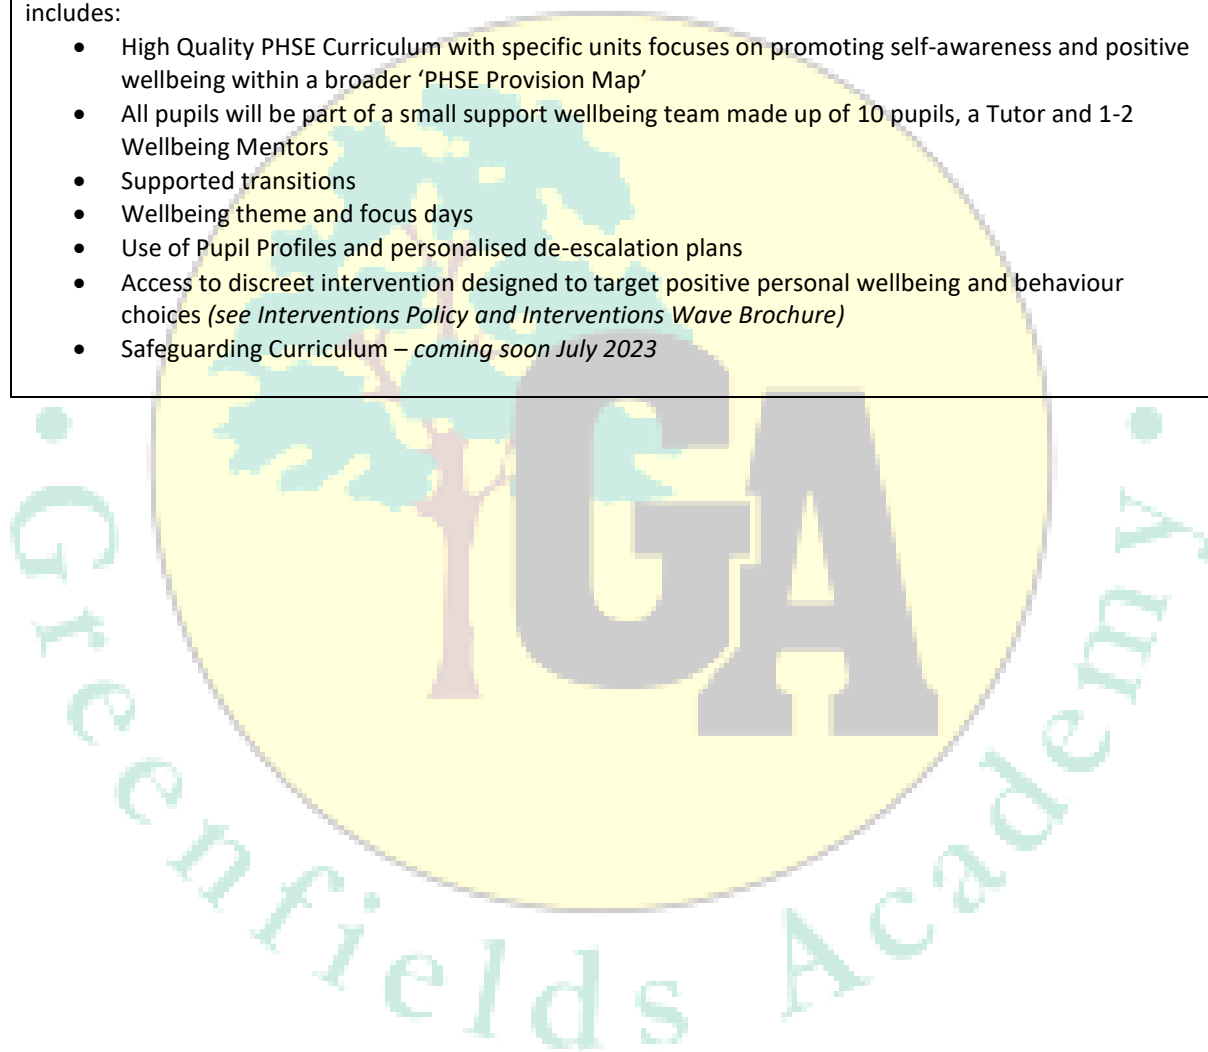 includes:
• High Quality PHSE Curriculum with specific units focuses on promoting self-awareness and positive
wellbeing within a broader ‘PHSE Provision Map’
• All pupils will be part of a small support wellbeing team made up of 10 pupils, a Tutor and 1-2
Wellbeing Mentors
• Supported transitions
• Wellbeing theme and focus days
• Use of Pupil Profiles and personalised de-escalation plans
• Access to discreet intervention designed to target positive personal wellbeing and behaviour
choices (see Interventions Policy and Interventions Wave Brochure)
• Safeguarding Curriculum – coming soon July 2023
GA
• Greenfields Academy •